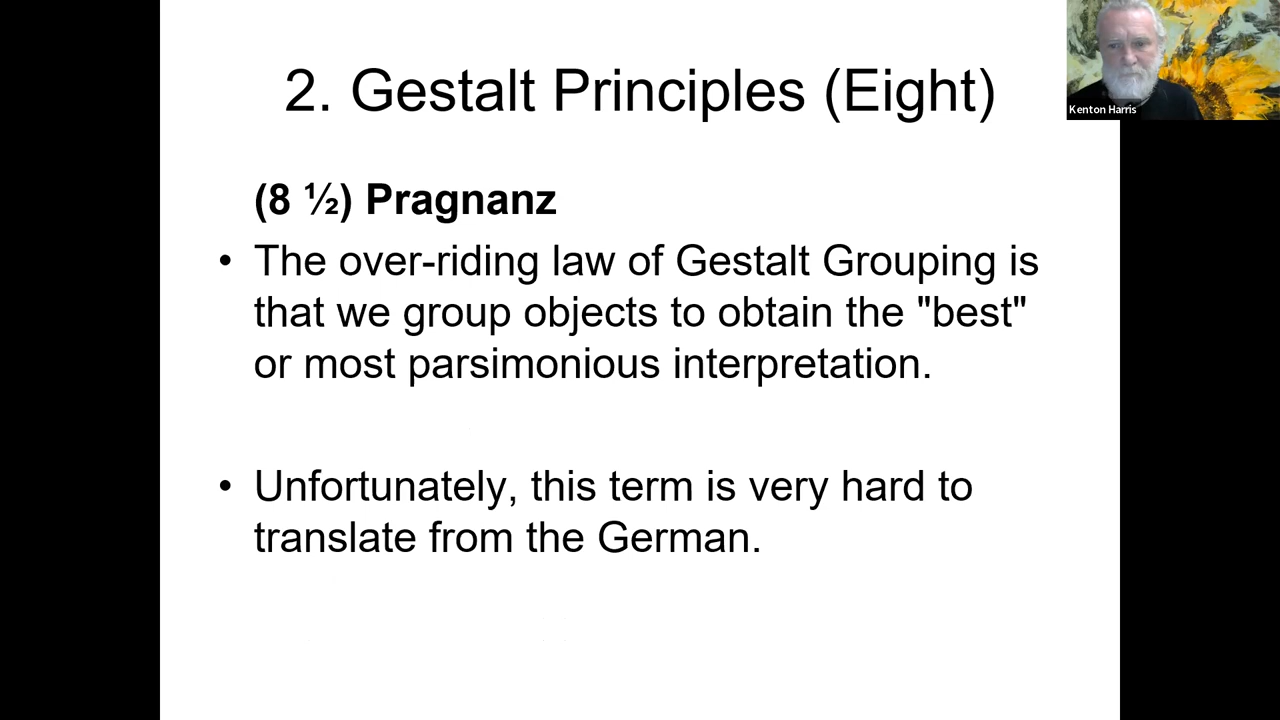 2. Gestalt Principles (Eight)
Kenton Harris
(8 ½) Pragnanz
• The over-riding law of Gestalt Grouping is
that we group objects to obtain the "best"
or most parsimonious interpretation.
• Unfortunately, this term is very hard to
translate from the German.